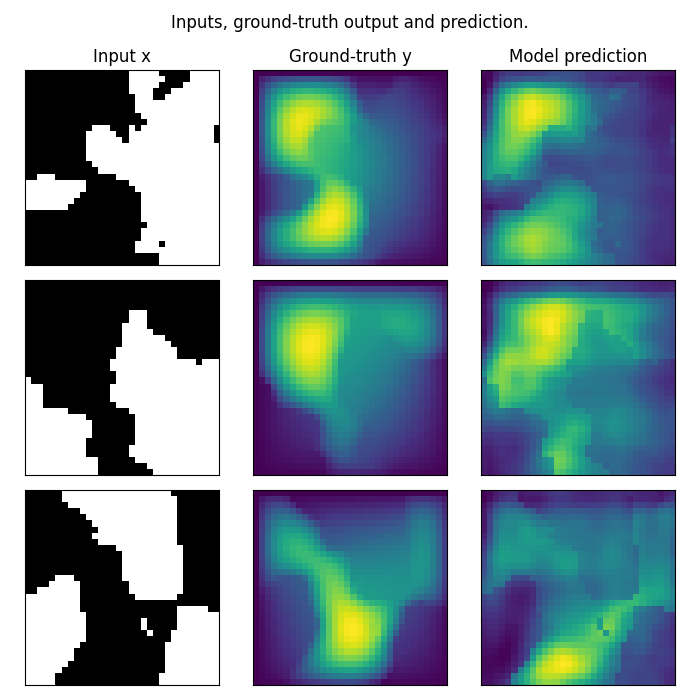 Inputs, ground-truth output and prediction.
Input x
Ground-truth y
Model prediction